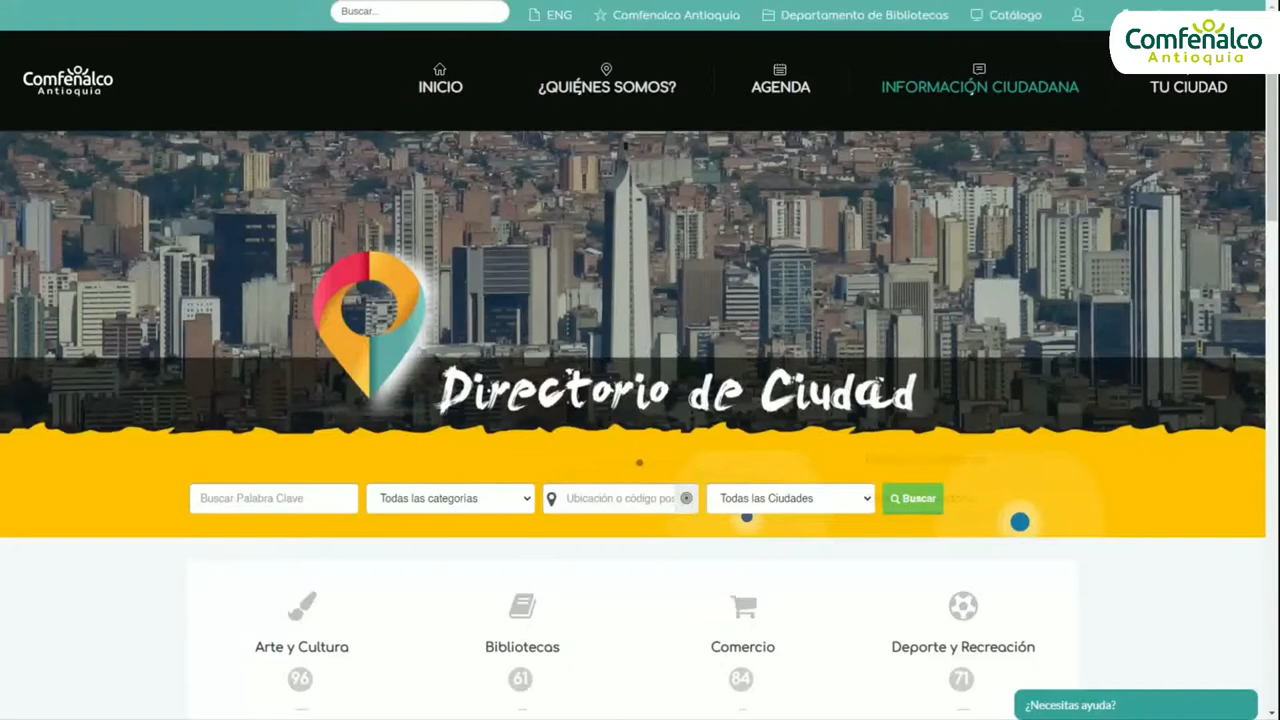 Buscar...
ENG
Comfenalco Antioquia
Departamento de Bibliotecas
Catálogo
Comfenalco
Antioquia
Comfenalco
Antioquia
INICIO
¿QUIÉNES SOMOS?
AGENDA
INFORMACIÓN CIUDADANA
TU CIUDAD
Directorio de Ciudad
Buscar Palabra Clave
Todas las categorias
Ubicación o código pos
Todas las Ciudades
Buscar
Arte y Cultura
Bibliotecas
Comercio
Deporte y Recreación
96
61
84
71
¿Necesitas ayuda?